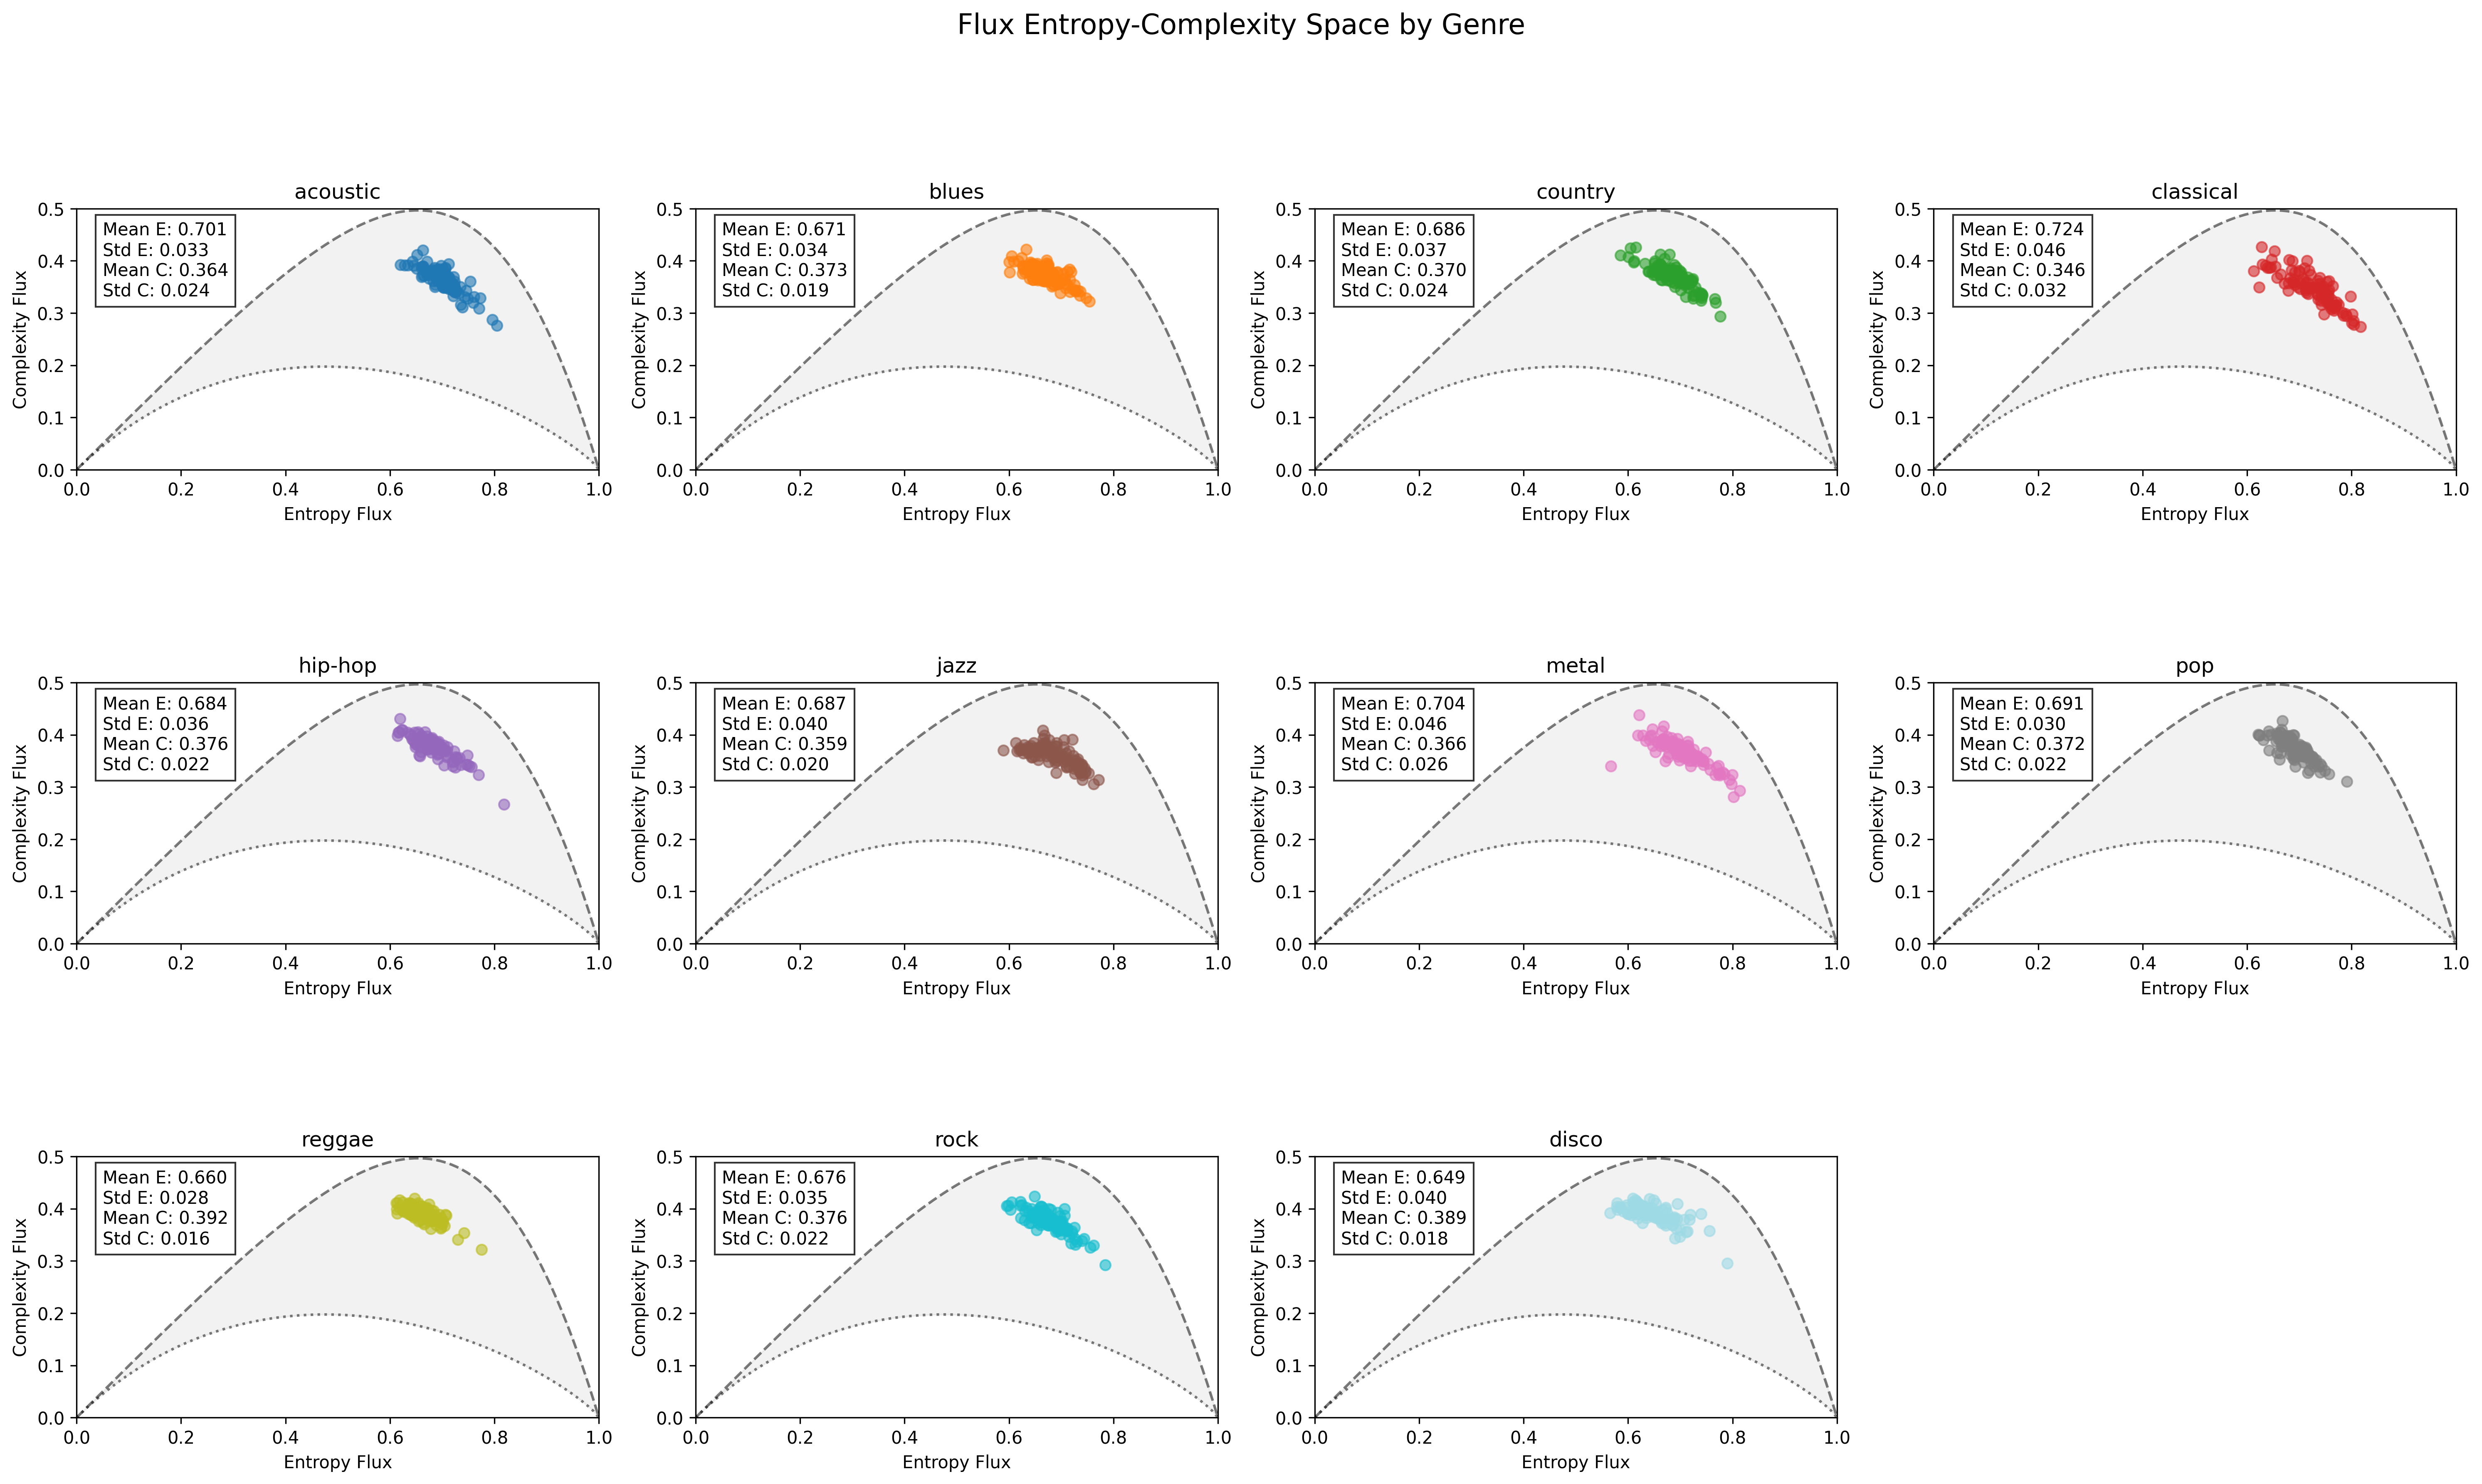 Flux Entropy-Complexity Space by Genre
acoustic
Mean E: 0.701
Std E: 0.033
Mean C: 0.364
Std C: 0.024
0.5
0.4
0.3
0.2
0.1
0.0
Complexity Flux
0.0 0.2 0.4 0.6 0.8 1.0
Entropy Flux
blues
Mean E: 0.671
Std E: 0.034
Mean C: 0.373
Std C: 0.019
0.5
0.4
0.3
0.2
0.1
0.0
Complexity Flux
0.0 0.2 0.4 0.6 0.8 1.0
Entropy Flux
country
Mean E: 0.686
Std E: 0.037
Mean C: 0.370
Std C: 0.024
0.5
0.4
0.3
0.2
0.1
0.0
Complexity Flux
0.0 0.2 0.4 0.6 0.8 1.0
Entropy Flux
classical
Mean E: 0.724
Std E: 0.046
Mean C: 0.346
Std C: 0.032
0.5
0.4
0.3
0.2
0.1
0.0
Complexity Flux
0.0 0.2 0.4 0.6 0.8 1.0
Entropy Flux
hip-hop
Mean E: 0.684
Std E: 0.036
Mean C: 0.376
Std C: 0.022
0.5
0.4
0.3
0.2
0.1
0.0
Complexity Flux
0.0 0.2 0.4 0.6 0.8 1.0
Entropy Flux
jazz
Mean E: 0.687
Std E: 0.040
Mean C: 0.359
Std C: 0.020
0.5
0.4
0.3
0.2
0.1
0.0
Complexity Flux
0.0 0.2 0.4 0.6 0.8 1.0
Entropy Flux
metal
Mean E: 0.704
Std E: 0.046
Mean C: 0.366
Std C: 0.026
0.5
0.4
0.3
0.2
0.1
0.0
Complexity Flux
0.0 0.2 0.4 0.6 0.8 1.0
Entropy Flux
pop
Mean E: 0.691
Std E: 0.030
Mean C: 0.372
Std C: 0.022
0.5
0.4
0.3
0.2
0.1
0.0
Complexity Flux
0.0 0.2 0.4 0.6 0.8 1.0
Entropy Flux
reggae
Mean E: 0.660
Std E: 0.028
Mean C: 0.392
Std C: 0.016
0.5
0.4
0.3
0.2
0.1
0.0
Complexity Flux
0.0 0.2 0.4 0.6 0.8 1.0
Entropy Flux
rock
Mean E: 0.676
Std E: 0.035
Mean C: 0.376
Std C: 0.022
0.5
0.4
0.3
0.2
0.1
0.0
Complexity Flux
0.0 0.2 0.4 0.6 0.8 1.0
Entropy Flux
disco
Mean E: 0.649
Std E: 0.040
Mean C: 0.389
Std C: 0.018
0.5
0.4
0.3
0.2
0.1
0.0
Complexity Flux
0.0 0.2 0.4 0.6 0.8 1.0
Entropy Flux